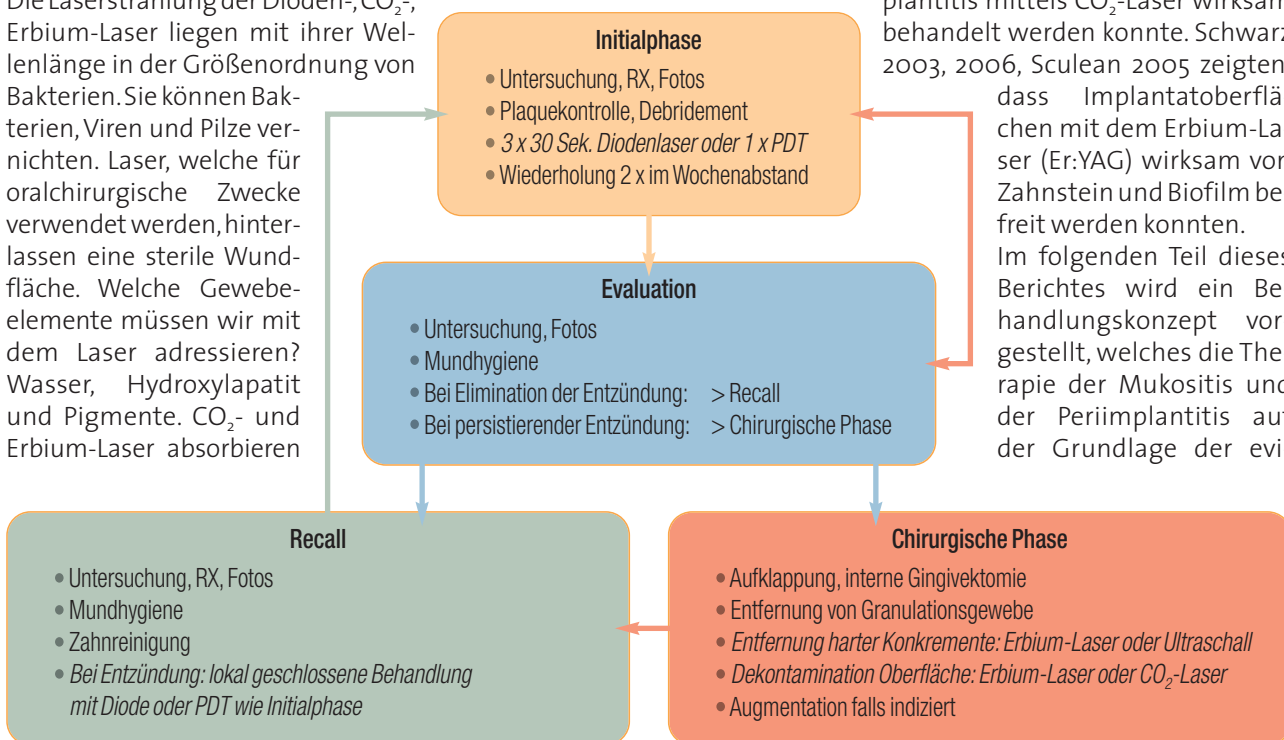 Die Laserstrahlung der Dioden-, CO₂-,
Erbium-Laser liegen mit ihrer Wel-
lenlänge in der Größenordnung von
Bakterien. Sie können Bak-
terien, Viren und Pilze ver-
nichten. Laser, welche für
oralchirurgische Zwecke
verwendet werden, hinter-
lassen eine sterile Wund-
fläche. Welche Gewebe-
elemente müssen wir mit
dem Laser adressieren?
Wasser, Hydroxylapatit
und Pigmente. CO₂- und
Erbium-Laser absorbieren
Initialphase
• Untersuchung, RX, Fotos
• Plaquekontrolle, Debridement
• 3 x 30 Sek. Diodenlaser oder 1 x PDT
• Wiederholung 2 x im Wochenabstand
Evaluation
• Untersuchung, Fotos
• Mundhygiene
• Bei Elimination der Entzündung: > Recall
• Bei persistierender Entzündung: > Chirurgische Phase
Recall
• Untersuchung, RX, Fotos
• Mundhygiene
• Zahnreinigung
• Bei Entzündung: lokal geschlossene Behandlung
mit Diode oder PDT wie Initialphase
Chirurgische Phase
• Aufklappung, interne Gingivektomie
• Entfernung von Granulationsgewebe
• Entfernung harter Konkremente: Erbium-Laser oder Ultraschall
• Dekontamination Oberfläche: Erbium-Laser oder CO₂-Laser
• Augmentation falls indiziert
plantitis mittels CO₂-Laser wirksam
behandelt werden konnte. Schwarz
2003, 2006, Sculean 2005 zeigten
dass Implantatoberflä
chen mit dem Erbium-La
ser (Er:YAG) wirksam von
Zahnstein und Biofilm be
freit werden konnten.
Im folgenden Teil dieses
Berichtes wird ein Be
handlungskonzept vor
gestellt, welches die The
rapie der Mukositis und
der Periimplantitis auf
der Grundlage der evi